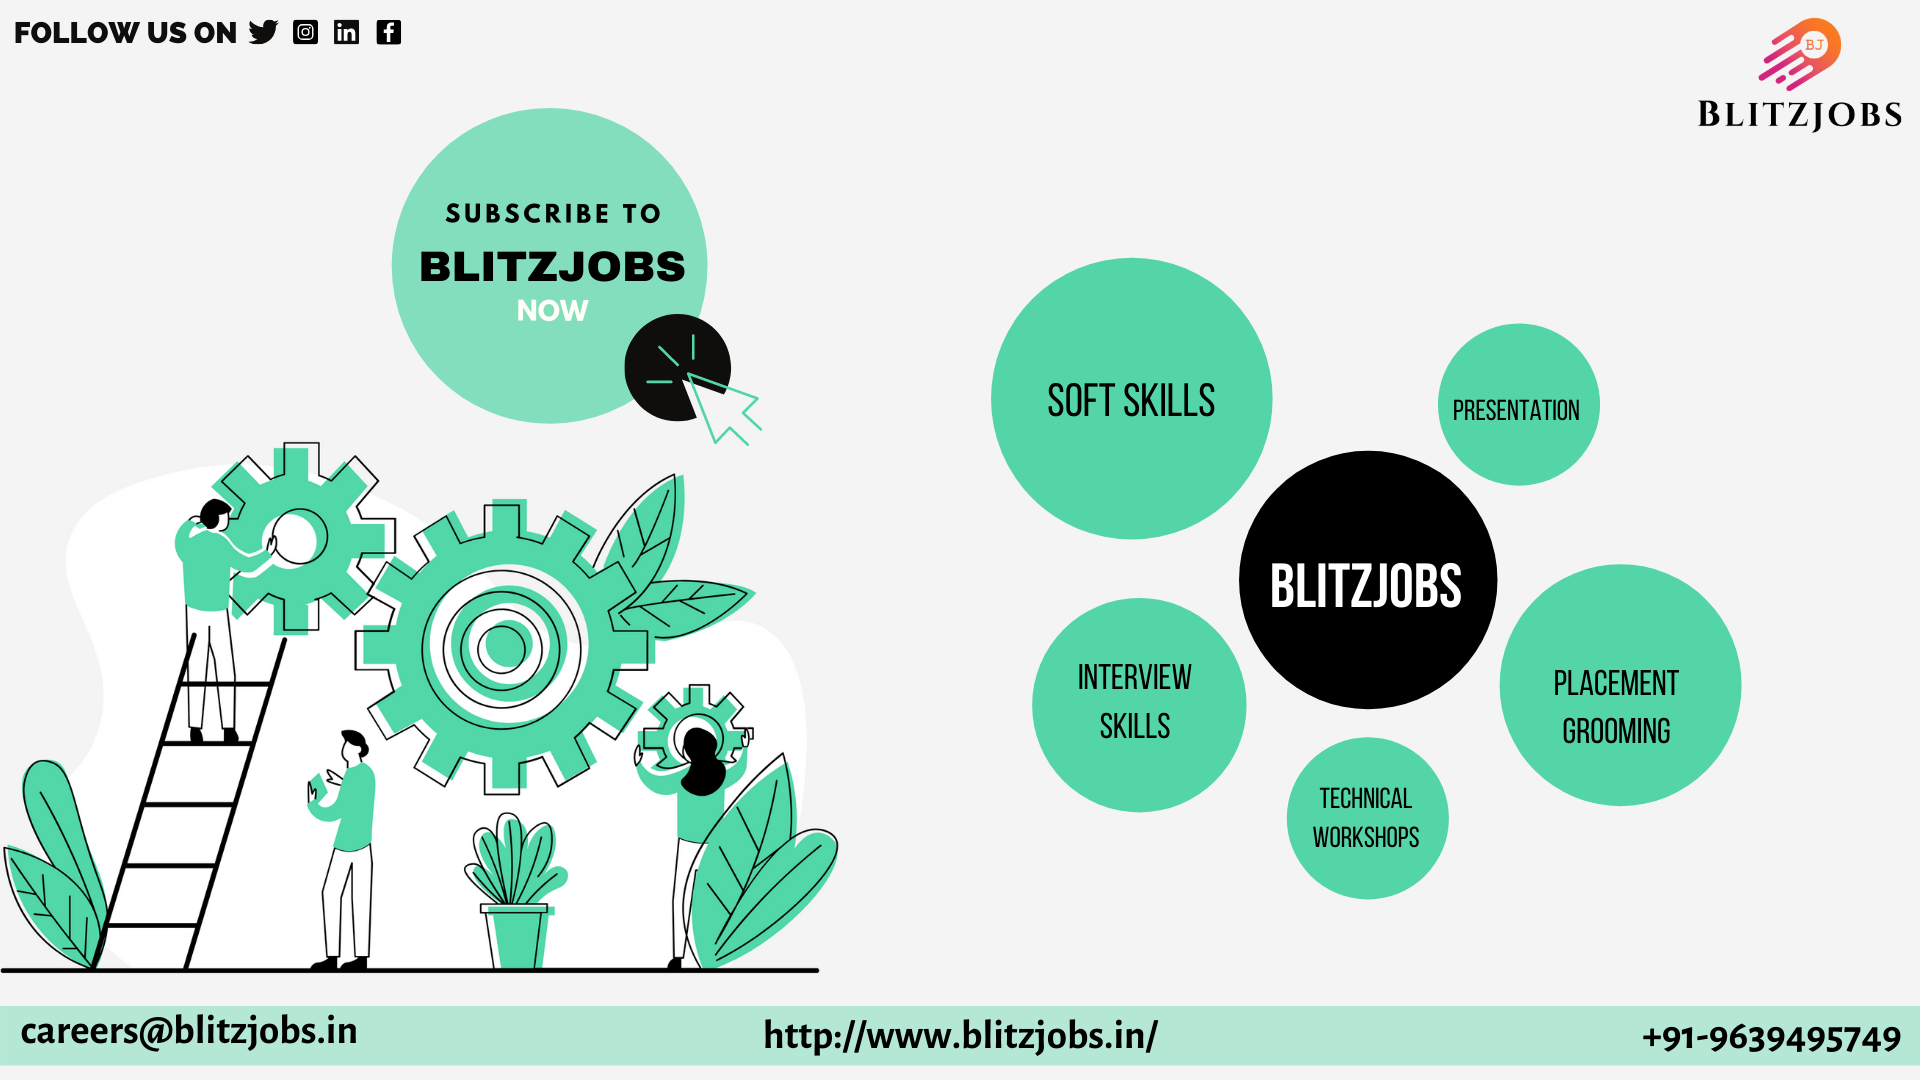 FOLLOW US ON
BJ
BLITZJOBS
SUBSCRIBE TO
BLITZJOBS
NOW
SOFT SKILLS
PRESENTATION
BLITZJOBS
INTERVIEW
SKILLS
PLACEMENT
GROOMING
TECHNICAL
WORKSHOPS
careers@blitzjobs.in
http://www.blitzjobs.in/
+91-9639495749